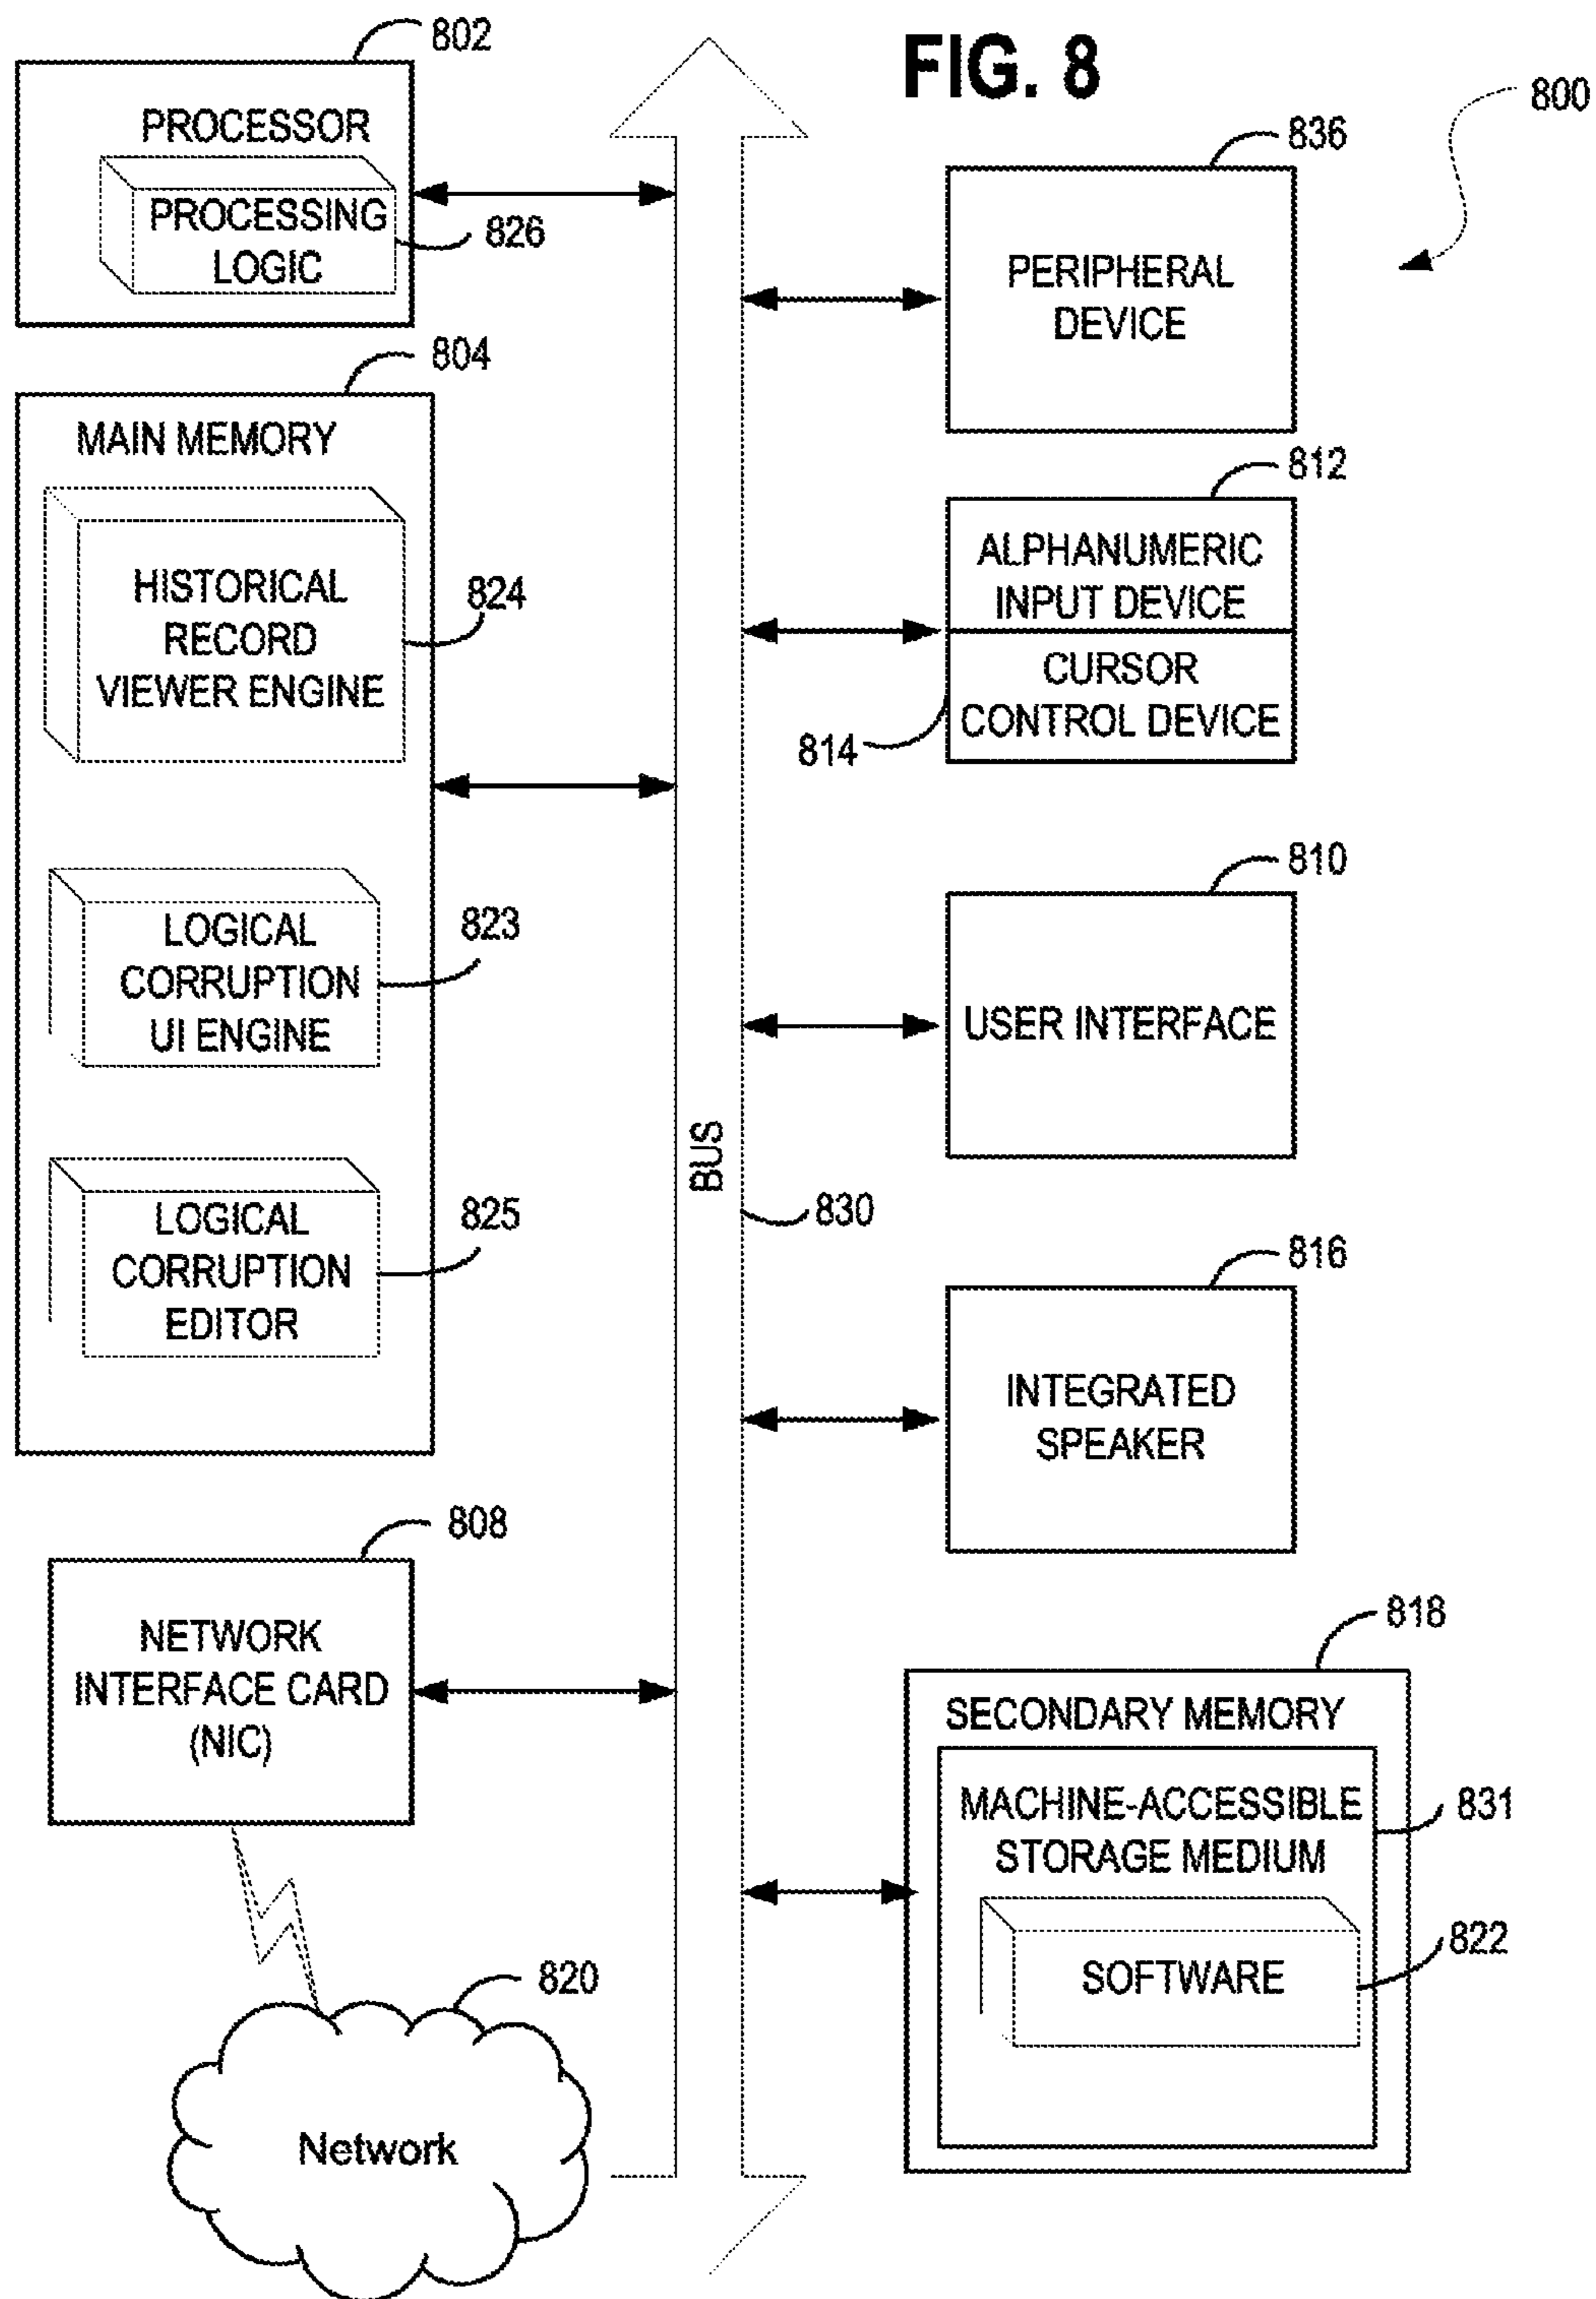 FIG. 8
800
802
PROCESSOR
PROCESSING
LOGIC
826
804
MAIN MEMORY
HISTORICAL
RECORD
VIEWER ENGINE
824
LOGICAL
CORRUPTION
UI ENGINE
823
LOGICAL
CORRUPTION
EDITOR
825
808
NETWORK
INTERFACE CARD
(NIC)
820
Network
BUS
830
836
PERIPHERAL
DEVICE
812
ALPHANUMERIC
INPUT DEVICE
CURSOR
CONTROL DEVICE
814
810
USER INTERFACE
816
INTEGRATED
SPEAKER
818
SECONDARY MEMORY
MACHINE-ACCESSIBLE
STORAGE MEDIUM
831
SOFTWARE
822